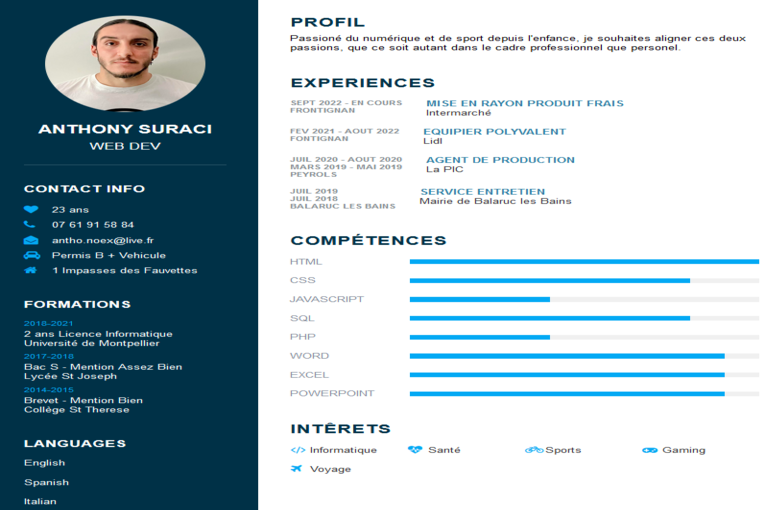 ANTHONY SURACI
WEB DEV
CONTACT INFO
23 ans
07 61 91 58 84
antho.noex@live.fr
Permis B + Vehicule
1 Impasses des Fauvettes
FORMATIONS
2018-2021
2 ans Licence Informatique
Université de Montpellier
2017-2018
Bac S - Mention Assez Bien
Lycée St Joseph
2014-2015
Brevet - Mention Bien
Collège St Therese
LANGUAGES
English
Spanish
Italian
PROFIL
Passioné du numérique et de sport depuis l'enfance, je souhaites aligner ces deux
passions, que ce soit autant dans le cadre professionnel que personel.
EXPERIENCES
SEPT 2022 - EN COURS
FRONTIGNAN
MISE EN RAYON PRODUIT FRAIS
Intermarché
FEV 2021 - AOUT 2022
FONTIGNAN
EQUIPIER POLYVALENT
Lidl
JUIL 2020 - AOUT 2020
MARS 2019 - MAI 2019
PEYROLS
AGENT DE PRODUCTION
La PIC
JUIL 2019
JUIL 2018
BALARUC LES BAINS
SERVICE ENTRETIEN
Mairie de Balaruc les Bains
COMPÉTENCES
HTML
CSS
JAVASCRIPT
SQL
PHP
WORD
EXCEL
POWERPOINT
INTÊRETS
Informatique
Santé
Sports
Gaming
Voyage